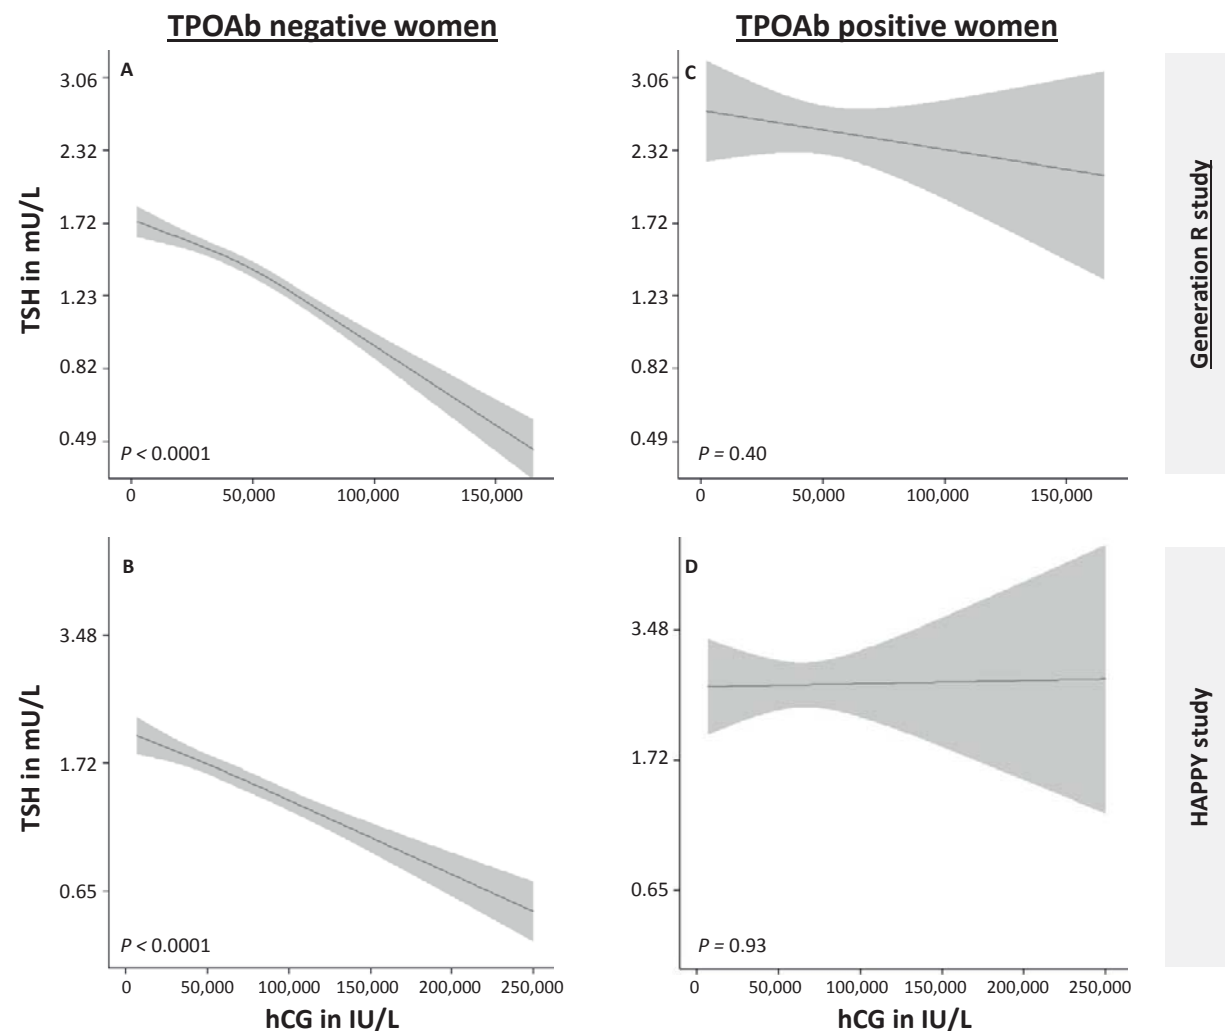 TPOAb negative women
TPOAb positive women
A
3.06
2.32
1.72
1.23
0.82
0.49
TSH in mU/L
P < 0.0001
0 50,000 100,000 150,000
C
3.06
2.32
1.72
1.23
0.82
0.49
P = 0.40
0 50,000 100,000 150,000
Generation R study
B
3.48
1.72
0.65
TSH in mU/L
P < 0.0001
0 50,000 100,000 150,000 200,000 250,000
hCG in IU/L
D
3.48
1.72
0.65
P = 0.93
0 50,000 100,000 150,000 200,000 250,000
hCG in IU/L
HAPPY study